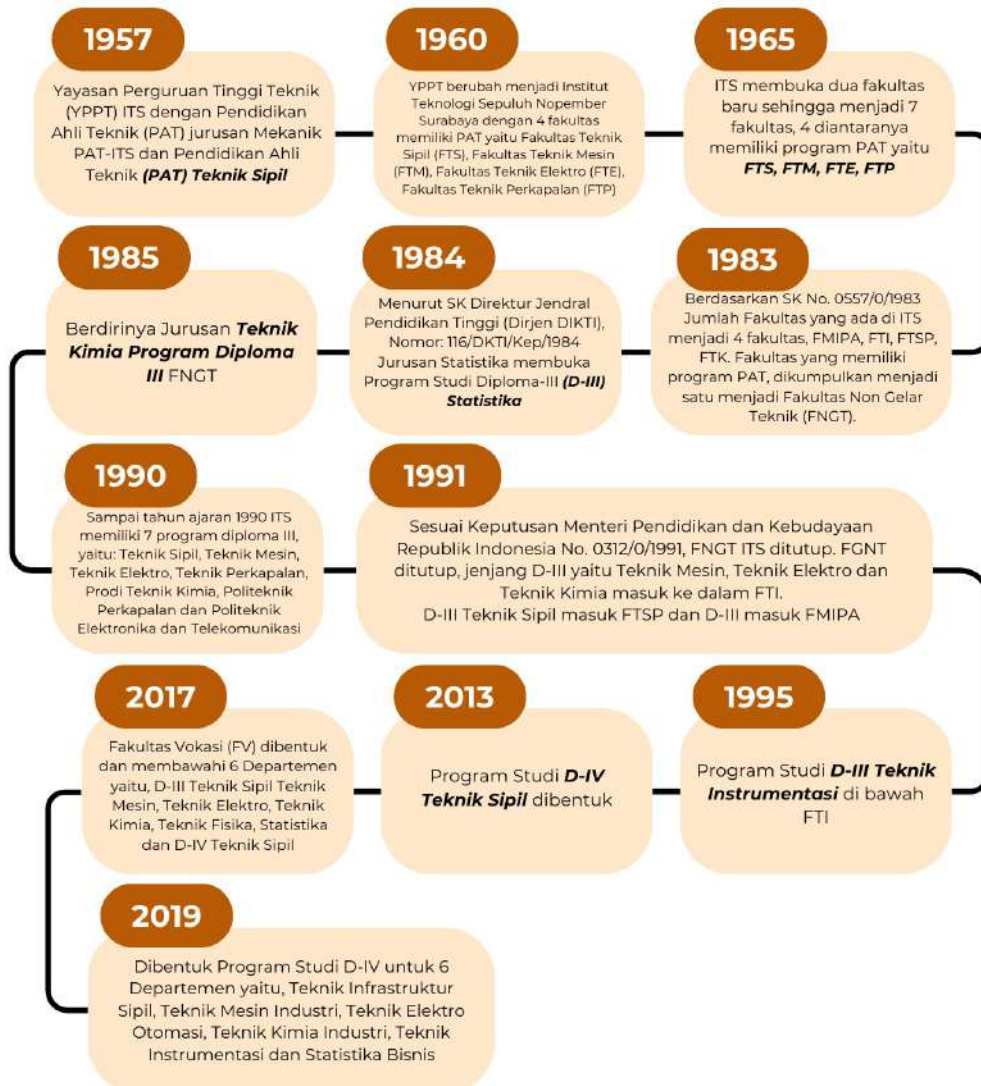 1957
Yayasan Perguruan Tinggi Teknik
(YPPT) ITS dengan Pendidikan
Ahli Teknik (PAT) jurusan Mekanik
PAT-ITS dan Pendidikan Ahli
Teknik (PAT) Teknik Sipil
1960
YPPT berubah menjadi Institut
Teknologi Sepuluh Nopember
Surabaya dengan 4 fakultas
memiliki PAT yaitu Fakultas Teknik
Sipil (FTS), Fakultas Teknik Mesin
(FTM), Fakultas Teknik Elektro (FTE),
Fakultas Teknik Perkapalan (FTP)
1965
ITS membuka dua fakultas
baru sehingga menjadi 7
fakultas, 4 diantaranya
memiliki program PAT yaitu
FTS, FTM, FTE, FTP
1983
Berdasarkan SK No. 0557/0/1983
Jumlah Fakultas yang ada di ITS
menjadi 4 fakultas, FMIPA, FTI, FTSP,
FTK. Fakultas yang memiliki
program PAT, dikumpulkan menjadi
satu menjadi Fakultas Non Gelar
Teknik (FNGT).
1984
Menurut SK Direktur Jendral
Pendidikan Tinggi (Dirjen DIKTI),
Nomor: 116/DKTI/Kep/1984
Jurusan Statistika membuka
Program Studi Diploma-III (D-III)
Statistika
1985
Berdirinya Jurusan Teknik
Kimia Program Diploma
III FNGT
1990
Sampai tahun ajaran 1990 ITS
memiliki 7 program diploma III,
yaitu: Teknik Sipil, Teknik Mesin,
Teknik Elektro, Teknik Perkapalan,
Prodi Teknik Kimia, Politeknik
Perkapalan dan Politeknik
Elektronika dan Telekomunikasi
1991
Sesuai Keputusan Menteri Pendidikan dan Kebudayaan
Republik Indonesia No. 0312/0/1991, FNGT ITS ditutup. FGNT
ditutup, jenjang D-III yaitu Teknik Mesin, Teknik Elektro dan
Teknik Kimia masuk ke dalam FTI.
D-III Teknik Sipil masuk FTSP dan D-III masuk FMIPA
1995
Program Studi D-III Teknik
Instrumentasi di bawah
FTI
2013
Program Studi D-IV
Teknik Sipil dibentuk
2017
Fakultas Vokasi (FV) dibentuk
dan membawahi 6 Departemen
yaitu, D-III Teknik Sipil Teknik
Mesin, Teknik Elektro, Teknik
Kimia, Teknik Fisika, Statistika
dan D-IV Teknik Sipil
2019
Dibentuk Program Studi D-IV untuk 6
Departemen yaitu, Teknik Infrastruktur
Sipil, Teknik Mesin Industri, Teknik Elektro
Otomasi, Teknik Kimia Industri, Teknik
Instrumentasi dan Statistika Bisnis